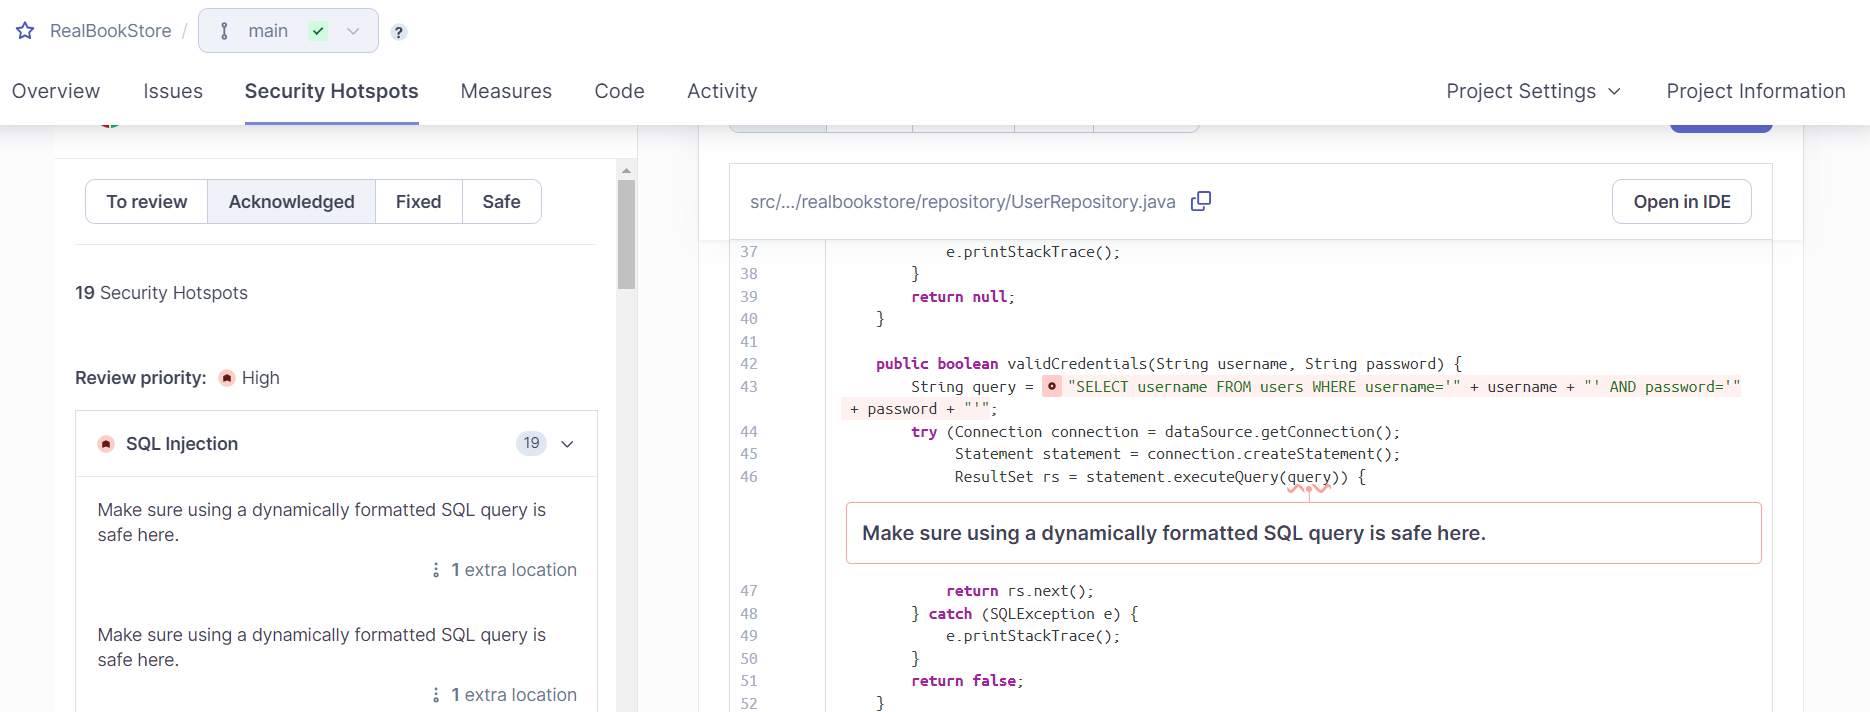 RealBookStore / main ?
Overview Issues Security Hotspots Measures Code Activity Project Settings Project Information
To review Acknowledged Fixed Safe
19 Security Hotspots
Review priority: High
SQL Injection 19
Make sure using a dynamically formatted SQL query is
safe here.
1 extra location
Make sure using a dynamically formatted SQL query is
safe here.
1 extra location
src/.../realbookstore/repository/UserRepository.java Open in IDE
37 e.printStackTrace();
38 }
39 return null;
40 }
41
42 public boolean validCredentials(String username, String password) {
43 String query = "SELECT username FROM users WHERE username='" + username + "' AND password='"
+ password + "'";
44 try (Connection connection = dataSource.getConnection();
45 Statement statement = connection.createStatement();
46 ResultSet rs = statement.executeQuery(query)) {
Make sure using a dynamically formatted SQL query is safe here.
47 return rs.next();
48 } catch (SQLException e) {
49 e.printStackTrace();
50 }
51 return false;
52 }